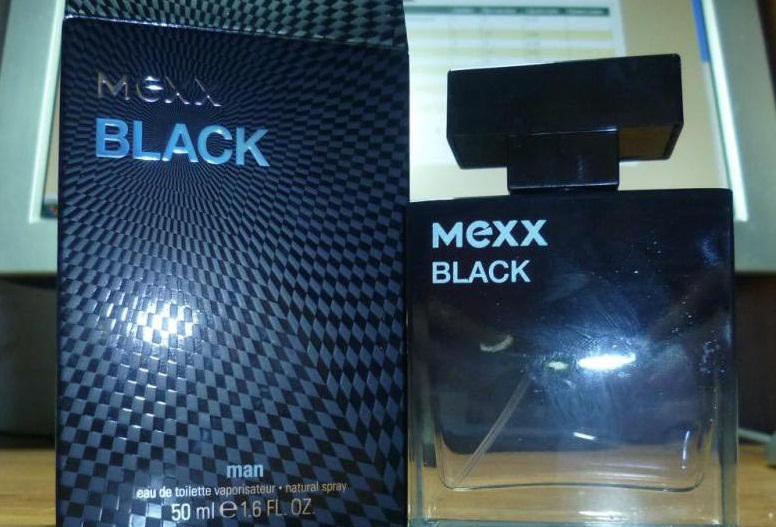 Mexx
BLACK
man
eau de toilette vaporisateur • natural spray
50 ml ℮ 1.6 FL. OZ.
Mexx
BLACK